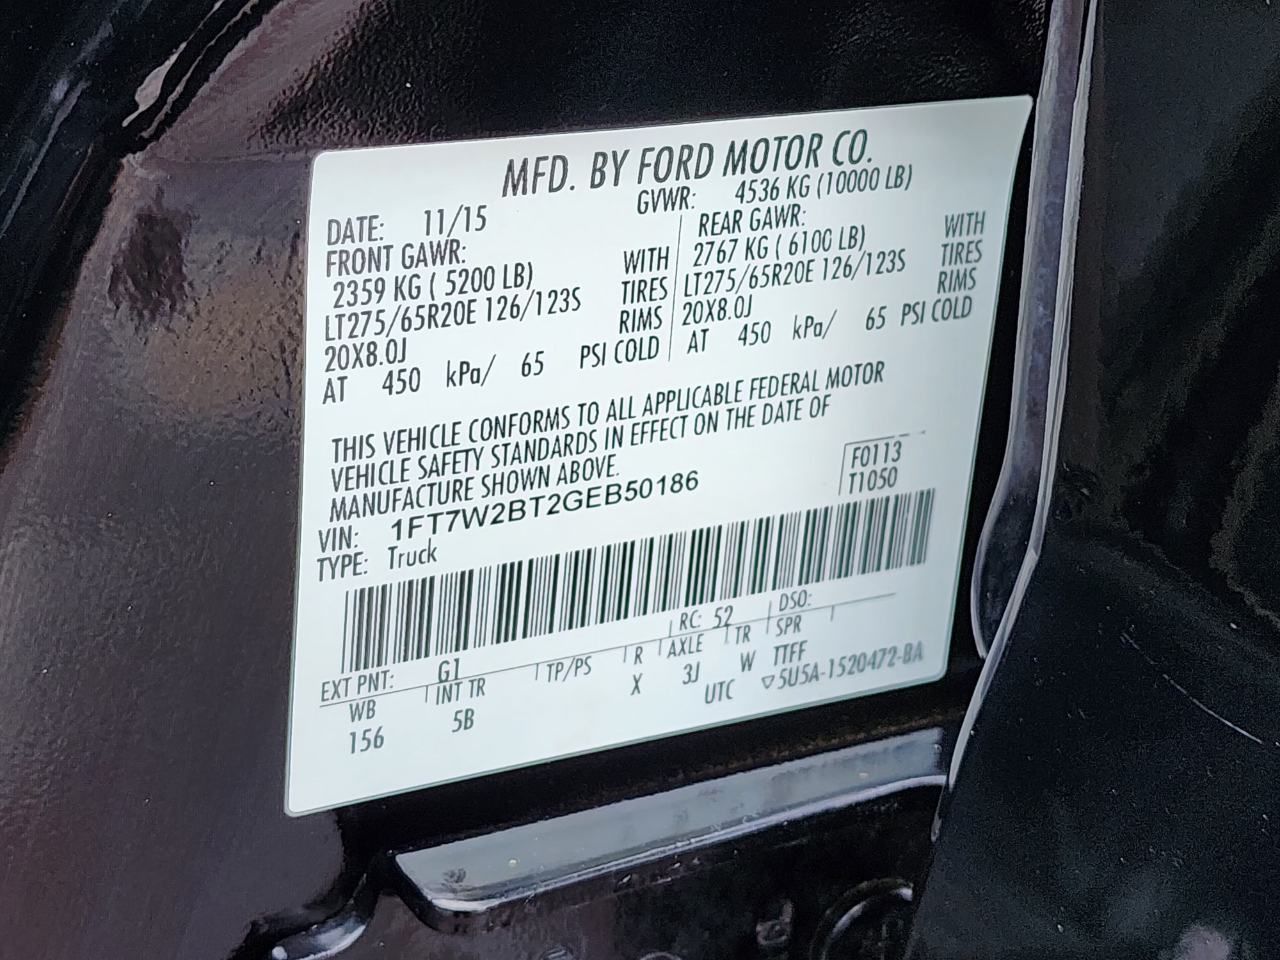 MFD. BY FORD MOTOR CO.
DATE: 11/15 GVWR: 4536 KG (10000 LB)
FRONT GAWR: REAR GAWR:
2359 KG ( 5200 LB) WITH 2767 KG ( 6100 LB) WITH
LT275/65R20E 126/123S TIRES LT275/65R20E 126/123S TIRES
20X8.0J RIMS 20X8.0J RIMS
AT 450 kPa/ 65 PSI COLD AT 450 kPa/ 65 PSI COLD
THIS VEHICLE CONFORMS TO ALL APPLICABLE FEDERAL MOTOR
VEHICLE SAFETY STANDARDS IN EFFECT ON THE DATE OF
MANUFACTURE SHOWN ABOVE.
VIN: 1FT7W2BT2GEB50186 F0113
TYPE: Truck T1050
EXT PNT: G1 RC: 52 DSO:
WB INT TR TP/PS R AXLE TR SPR
156 5B X 3J W TTFF
UTC ▽5U5A-1520472-BA